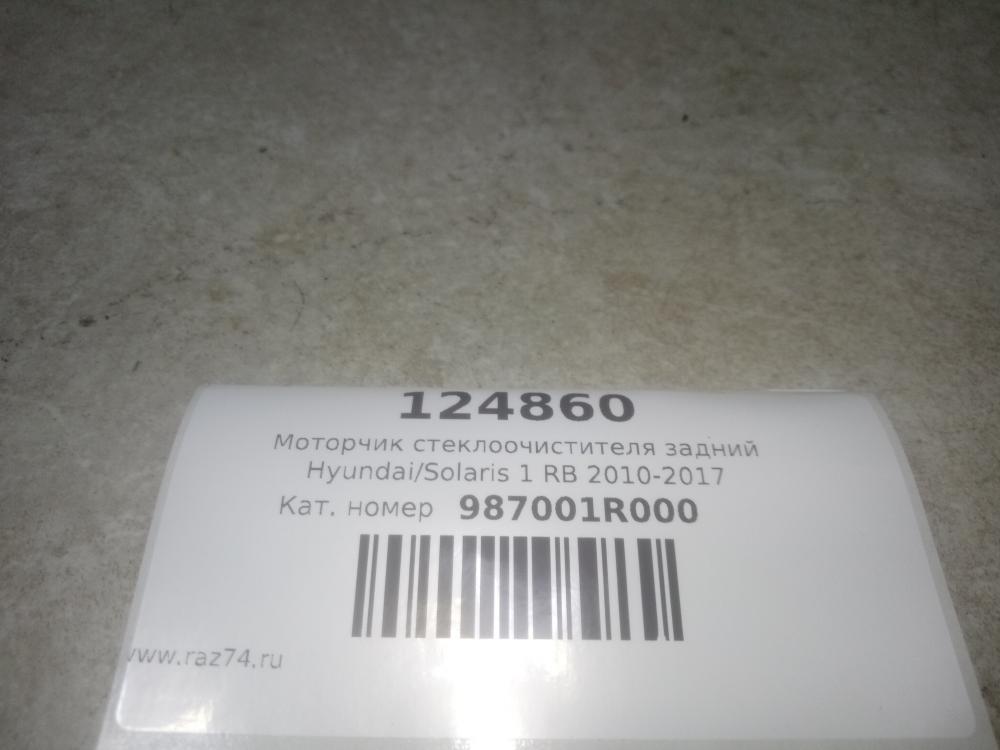 124860
Моторчик стеклоочистителя задний
Hyundai/Solaris 1 RB 2010-2017
Кат. номер 987001R000
www.raz74.ru